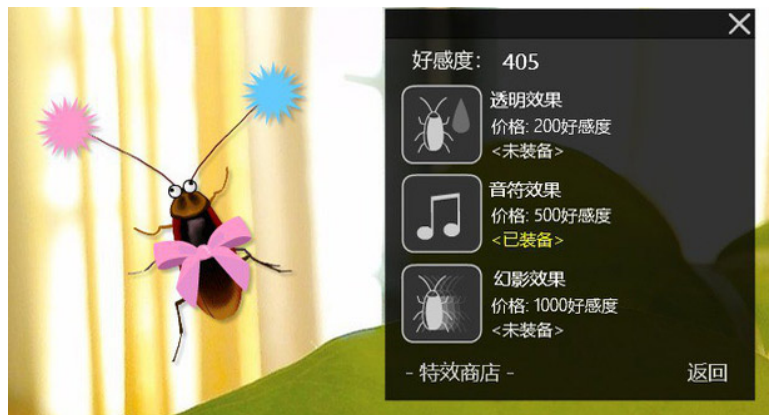 好感度： 405
透明效果
价格: 200好感度
<未装备>
音符效果
价格: 500好感度
<已装备>
幻影效果
价格: 1000好感度
<未装备>
- 特效商店 -
返回